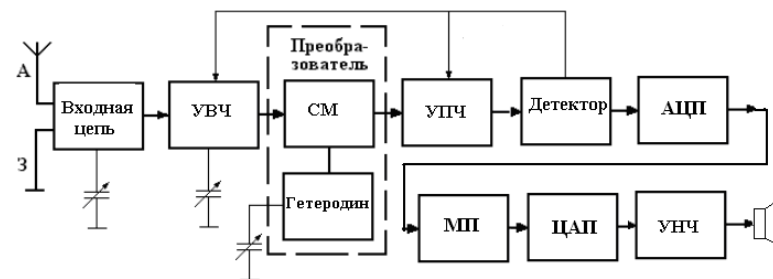 Преобра-
зователь
А
Входная
цепь
УВЧ
СМ
УПЧ
Детектор
АЦП
З
Гетеродин
МП
ЦАП
УНЧ